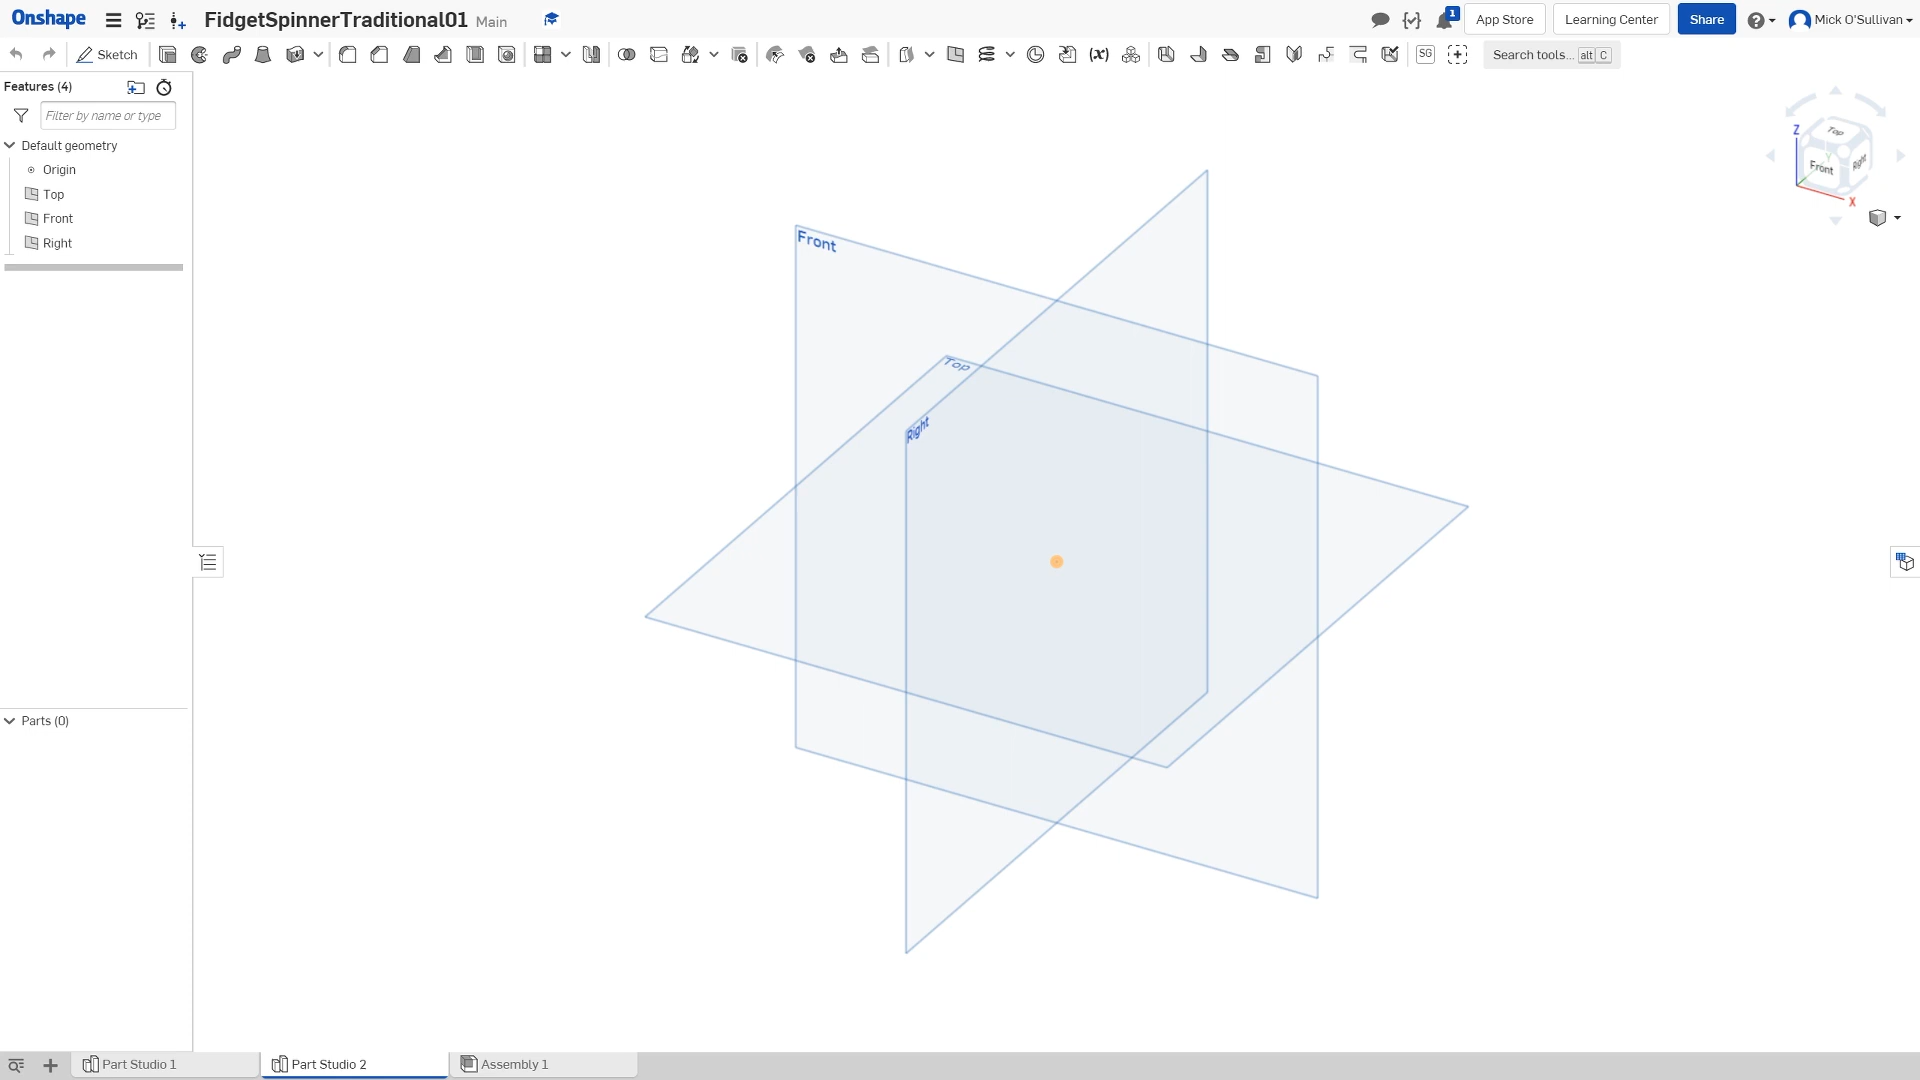 Onshape
FidgetSpinnerTraditional01 Main
1
App Store
Learning Center
Share
Mick O'Sullivan
Sketch
(x)
SG
Search tools... alt C
Features (4)
Filter by name or type
Default geometry
Origin
Top
Front
Right
Parts (0)
Front
Top
Right
Z
Top
Front
Right
Y
X
Part Studio 1
Part Studio 2
Assembly 1